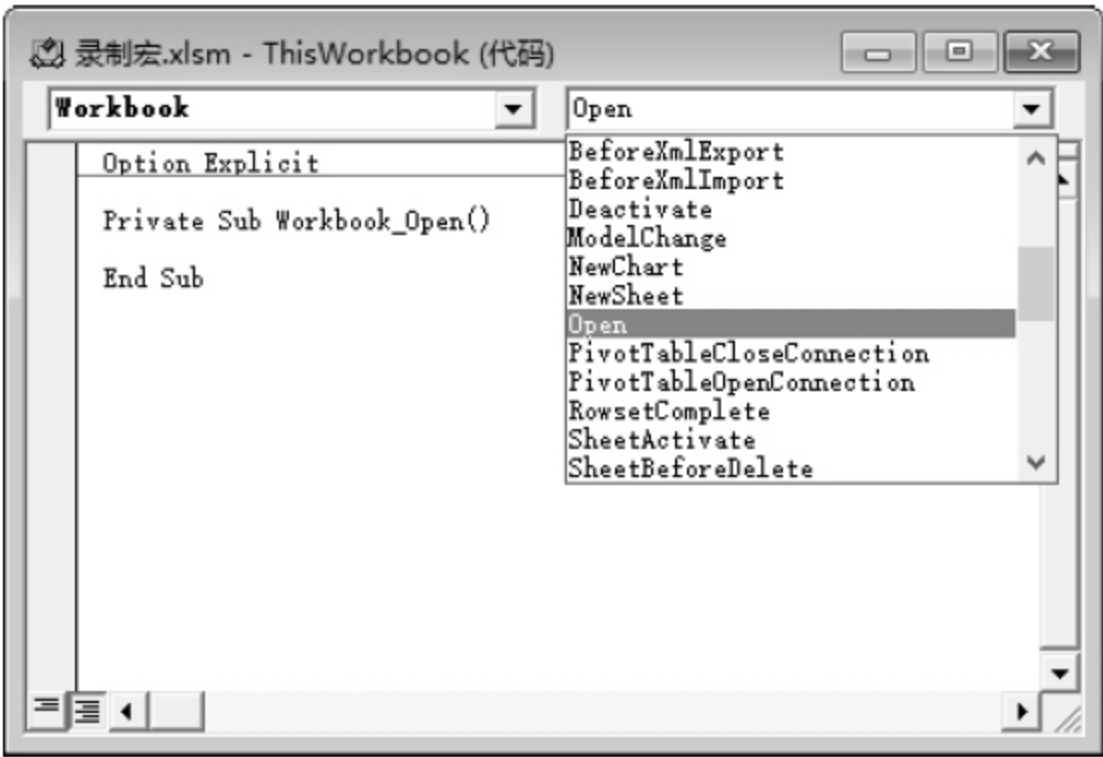 录制宏.xlsm - ThisWorkbook (代码)
Workbook
Open
Option Explicit
Private Sub Workbook_Open()
End Sub
BeforeXmlExport
BeforeXmlImport
Deactivate
ModelChange
NewChart
NewSheet
Open
PivotTableCloseConnection
PivotTableOpenConnection
RowsetComplete
SheetActivate
SheetBeforeDelete